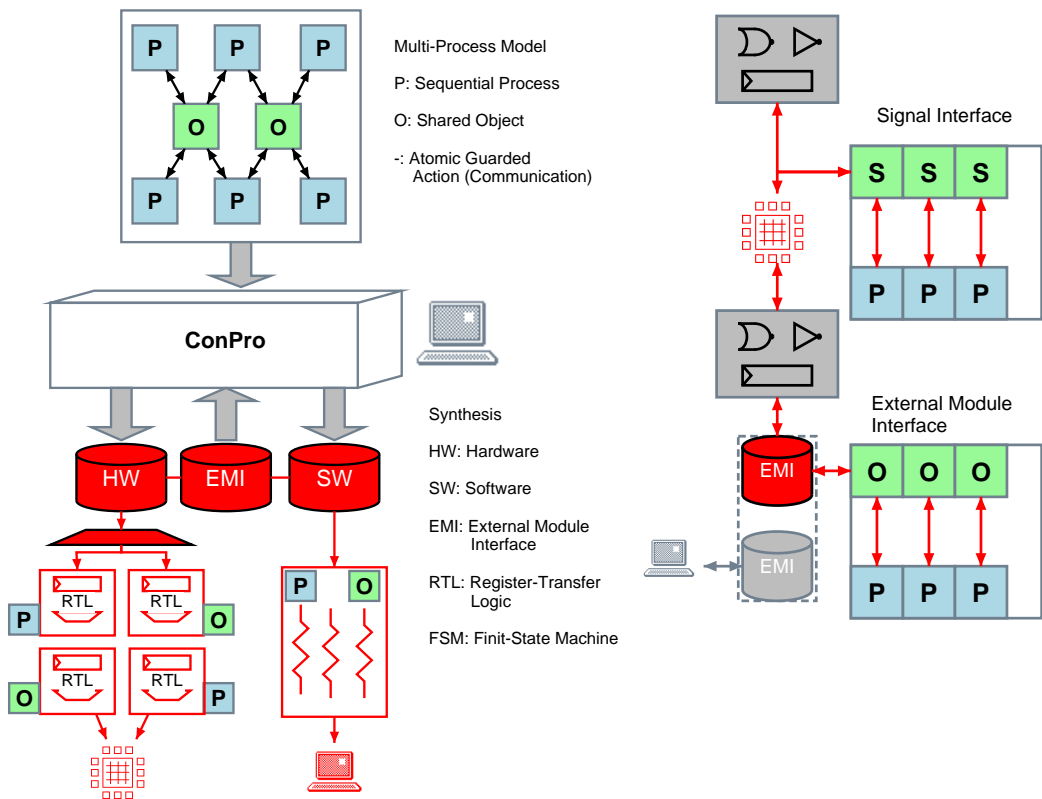 P P P
O O
P P P
Multi-Process Model
P: Sequential Process
O: Shared Object
-: Atomic Guarded
Action (Communication)
ConPro
HW EMI SW
Synthesis
HW: Hardware
SW: Software
EMI: External Module
Interface
RTL: Register-Transfer
Logic
FSM: Finit-State Machine
RTL RTL
P O
RTL RTL
O P
P O
Signal Interface
S S S
P P P
External Module
Interface
EMI
O O O
EMI
P P P